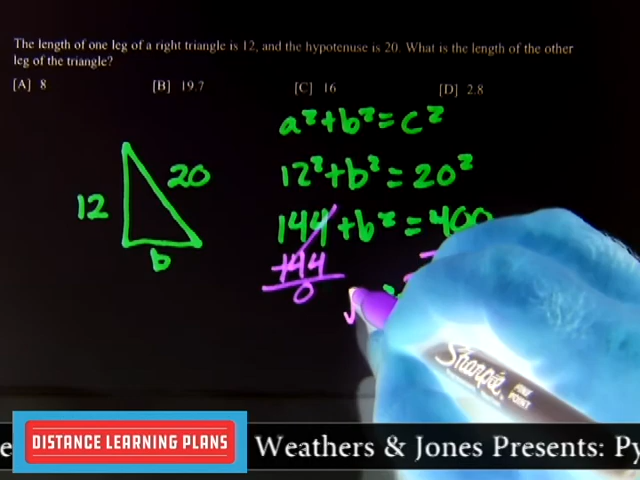 The length of one leg of a right triangle is 12, and the hypotenuse is 20. What is the length of the other
leg of the triangle?
[A] 8 [B] 19.7 [C] 16 [D] 2.8
a² + b² = c²
12² + b² = 20²
144 + b² = 400
-144
0
12
20
b
Sharpie
FINE
POINT
DISTANCE LEARNING PLANS
Weathers & Jones Presents: Py